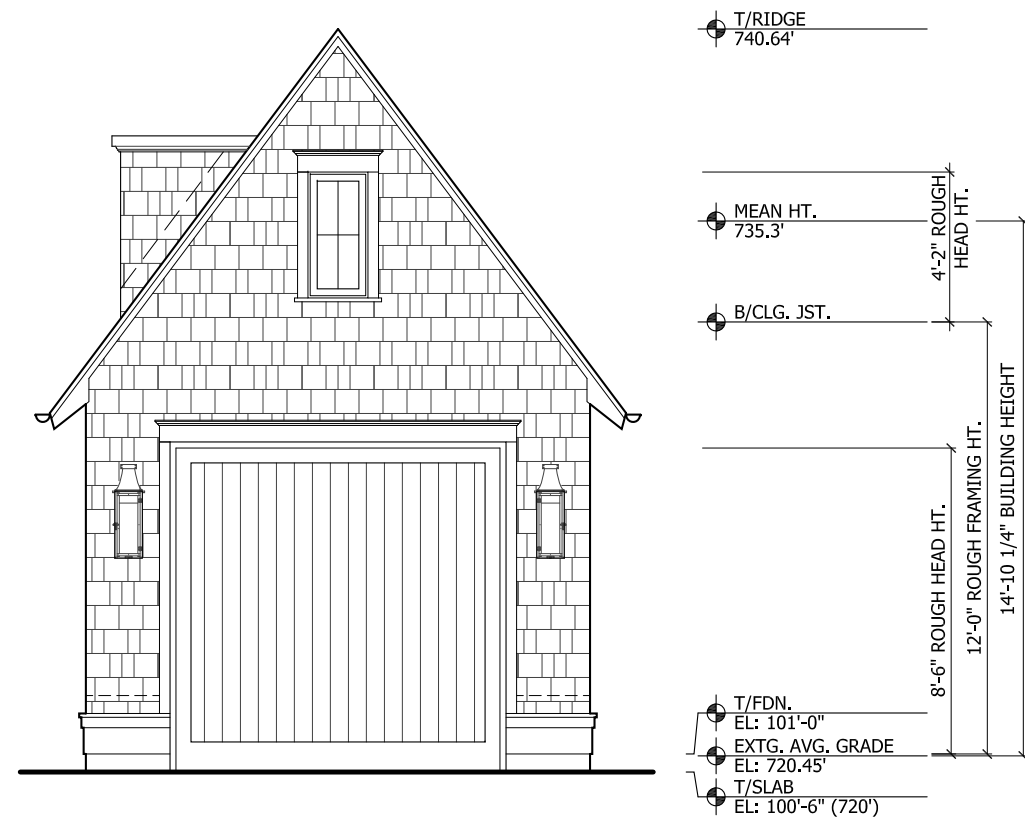 T/RIDGE
740.64'
MEAN HT.
735.3'
4'-2" ROUGH
HEAD HT.
B/CLG. JST.
8'-6" ROUGH HEAD HT.
12'-0" ROUGH FRAMING HT.
14'-10 1/4" BUILDING HEIGHT
T/FDN.
EL: 101'-0"
EXTG. AVG. GRADE
EL: 720.45'
T/SLAB
EL: 100'-6" (720')